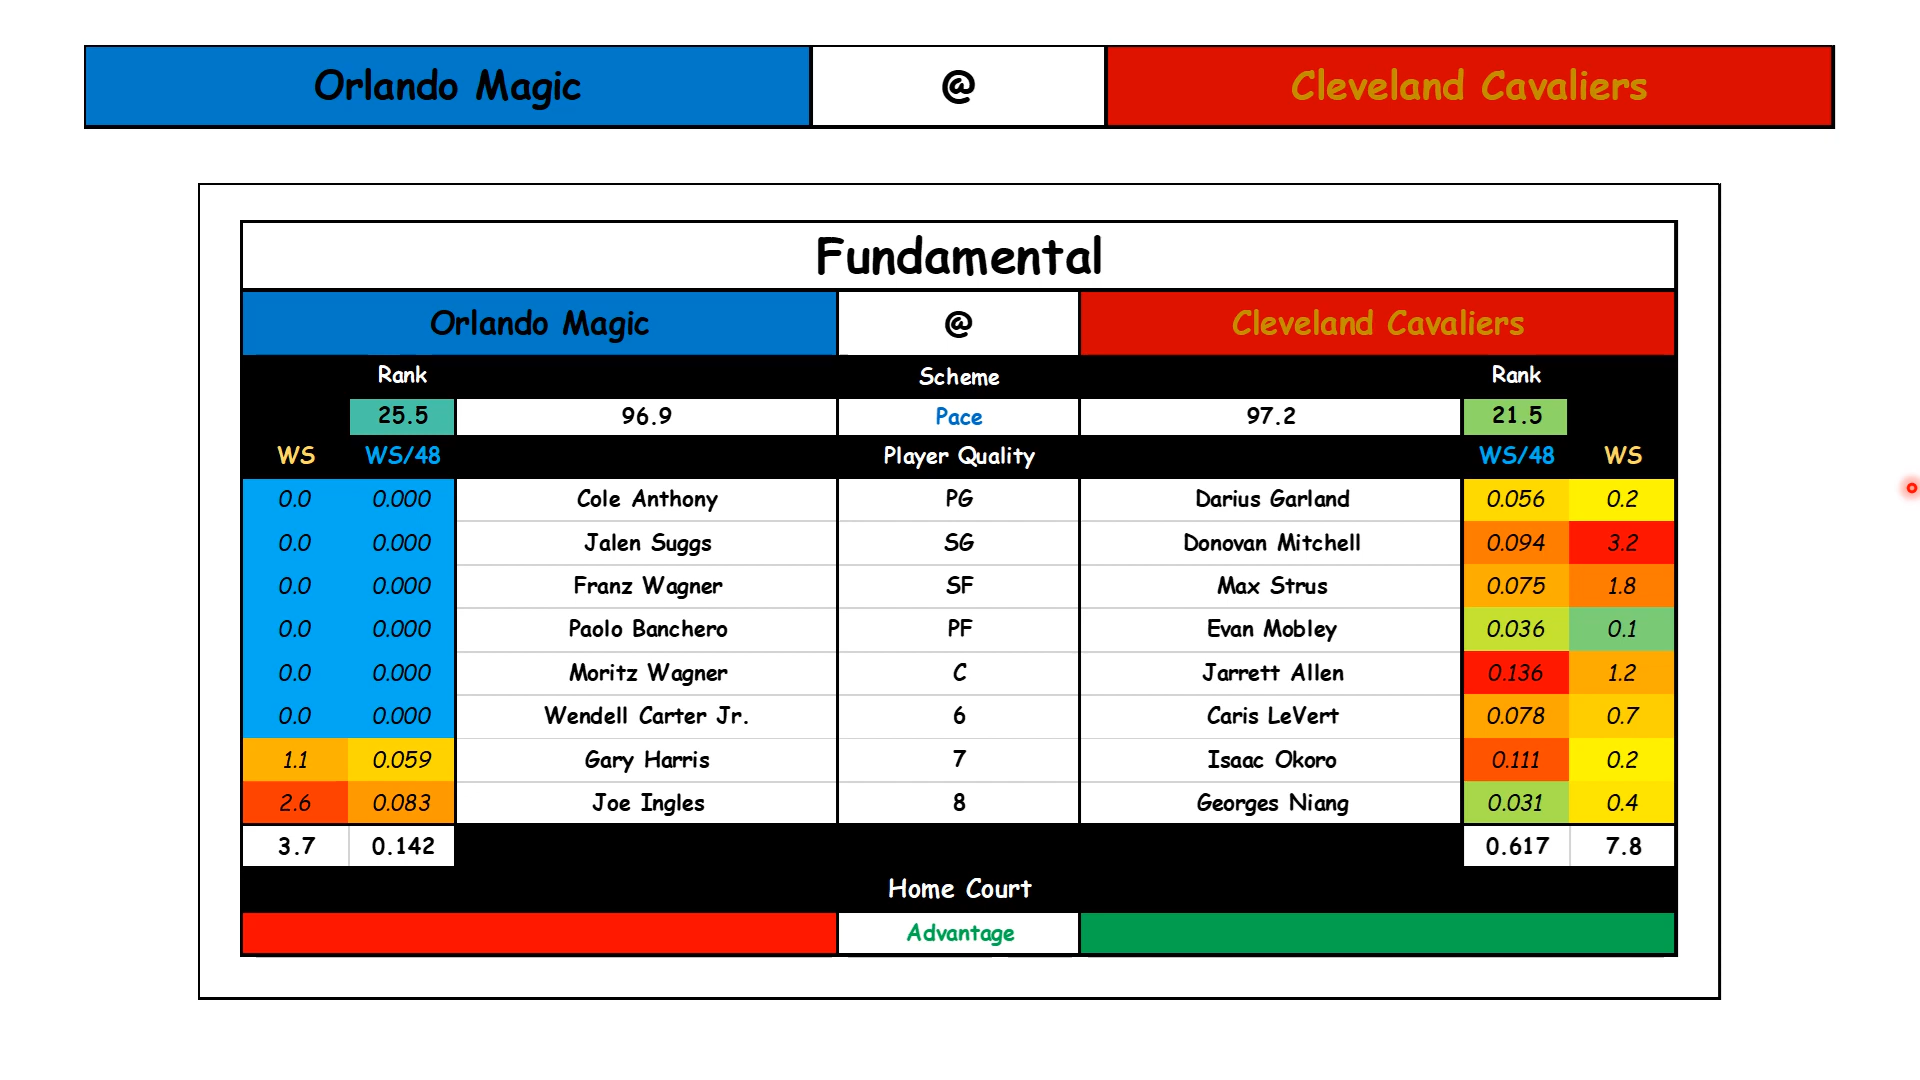 Orlando Magic @ Cleveland Cavaliers
Fundamental
Orlando Magic @ Cleveland Cavaliers
Rank Scheme Rank
25.5 96.9 Pace 97.2 21.5
WS WS/48 Player Quality WS/48 WS
0.0 0.000 Cole Anthony PG Darius Garland 0.056 0.2
0.0 0.000 Jalen Suggs SG Donovan Mitchell 0.094 3.2
0.0 0.000 Franz Wagner SF Max Strus 0.075 1.8
0.0 0.000 Paolo Banchero PF Evan Mobley 0.036 0.1
0.0 0.000 Moritz Wagner C Jarrett Allen 0.136 1.2
0.0 0.000 Wendell Carter Jr. 6 Caris LeVert 0.078 0.7
1.1 0.059 Gary Harris 7 Isaac Okoro 0.111 0.2
2.6 0.083 Joe Ingles 8 Georges Niang 0.031 0.4
3.7 0.142 0.617 7.8
Home Court
Advantage